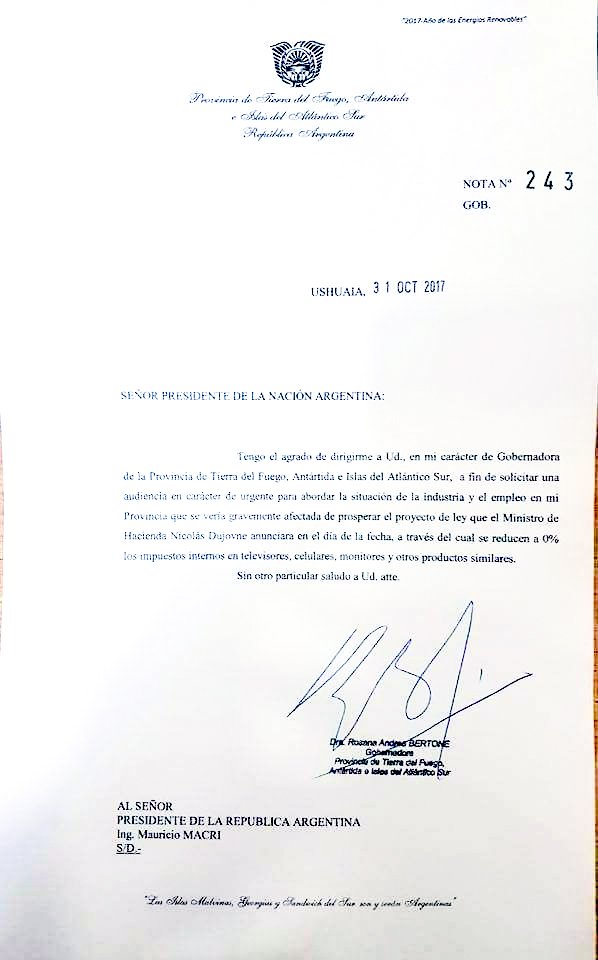 "2017-Año de las Energías Renovables"
Provincia de Tierra del Fuego, Antártida
e Islas del Atlántico Sur
República Argentina
NOTA Nº 243
GOB.
USHUAIA, 31 OCT 2017
SEÑOR PRESIDENTE DE LA NACIÓN ARGENTINA:
Tengo el agrado de dirigirme a Ud., en mi carácter de Gobernadora
de la Provincia de Tierra del Fuego, Antártida e Islas del Atlántico Sur, a fin de solicitar una
audiencia en carácter de urgente para abordar la situación de la industria y el empleo en mi
Provincia que se vería gravemente afectada de prosperar el proyecto de ley que el Ministro de
Hacienda Nicolás Dujovne anunciara en el día de la fecha, a través del cual se reducen a 0%
los impuestos internos en televisores, celulares, monitores y otros productos similares.
Sin otro particular saludo a Ud. atte.
Dra. Rosana Andrea BERTONE
Gobernadora
Provincia de Tierra del Fuego,
Antártida e Islas del Atlántico Sur
AL SEÑOR
PRESIDENTE DE LA REPUBLICA ARGENTINA
Ing. Mauricio MACRI
S/D.-
"Las Islas Malvinas, Georgias y Sandwich del Sur son y serán Argentinas"